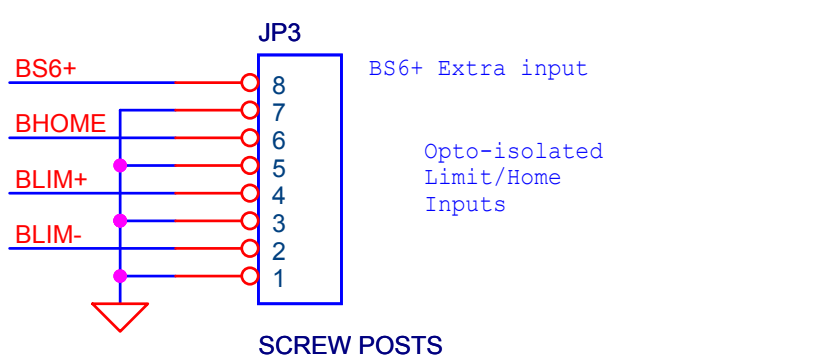 JP3
BS6+
8
BS6+ Extra input
7
BHOME
6
Opto-isolated
5
Limit/Home
BLIM+
4
Inputs
3
BLIM-
2
1
SCREW POSTS